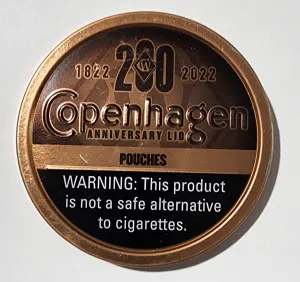 1822 200 2022
W
Copenhagen
ANNIVERSARY LID
POUCHES
WARNING: This product
is not a safe alternative
to cigarettes.